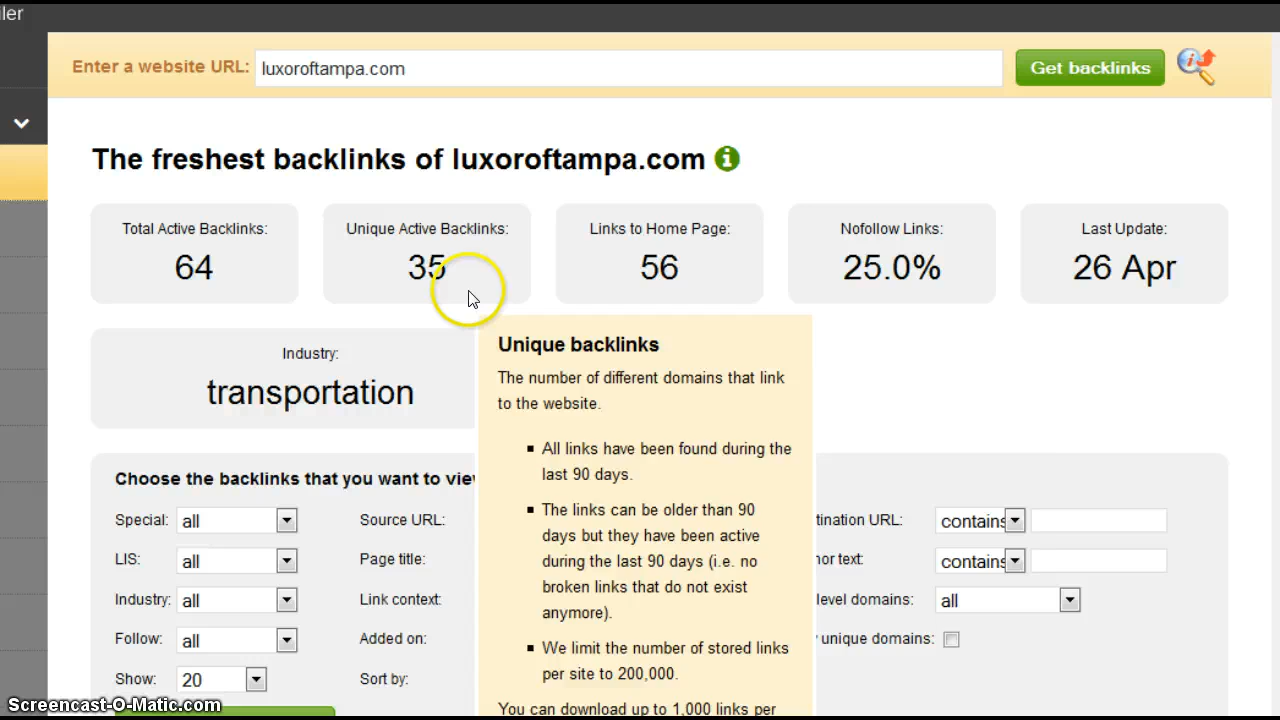 iler
Enter a website URL:
luxoroftampa.com
Get backlinks
The freshest backlinks of luxoroftampa.com
Total Active Backlinks:
64
Unique Active Backlinks:
35
Links to Home Page:
56
Nofollow Links:
25.0%
Last Update:
26 Apr
Industry:
transportation
Unique backlinks
The number of different domains that link
to the website.
All links have been found during the
last 90 days.
The links can be older than 90
days but they have been active
during the last 90 days (i.e. no
broken links that do not exist
anymore).
We limit the number of stored links
per site to 200,000.
You can download up to 1,000 links per
Choose the backlinks that you want to view
Special: all Source URL: tination URL: contains
LIS: all Page title: hor text: contains
Industry: all Link context: level domains: all
Follow: all Added on: unique domains:
Show: 20 Sort by:
Screencast-O-Matic.com